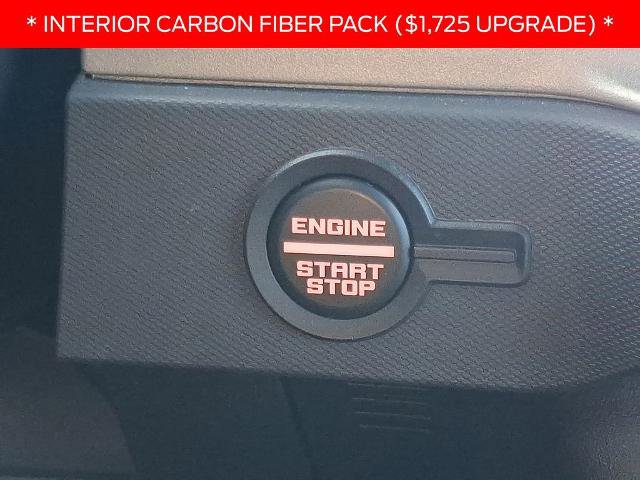 * INTERIOR CARBON FIBER PACK ($1,725 UPGRADE) *
ENGINE
START
STOP